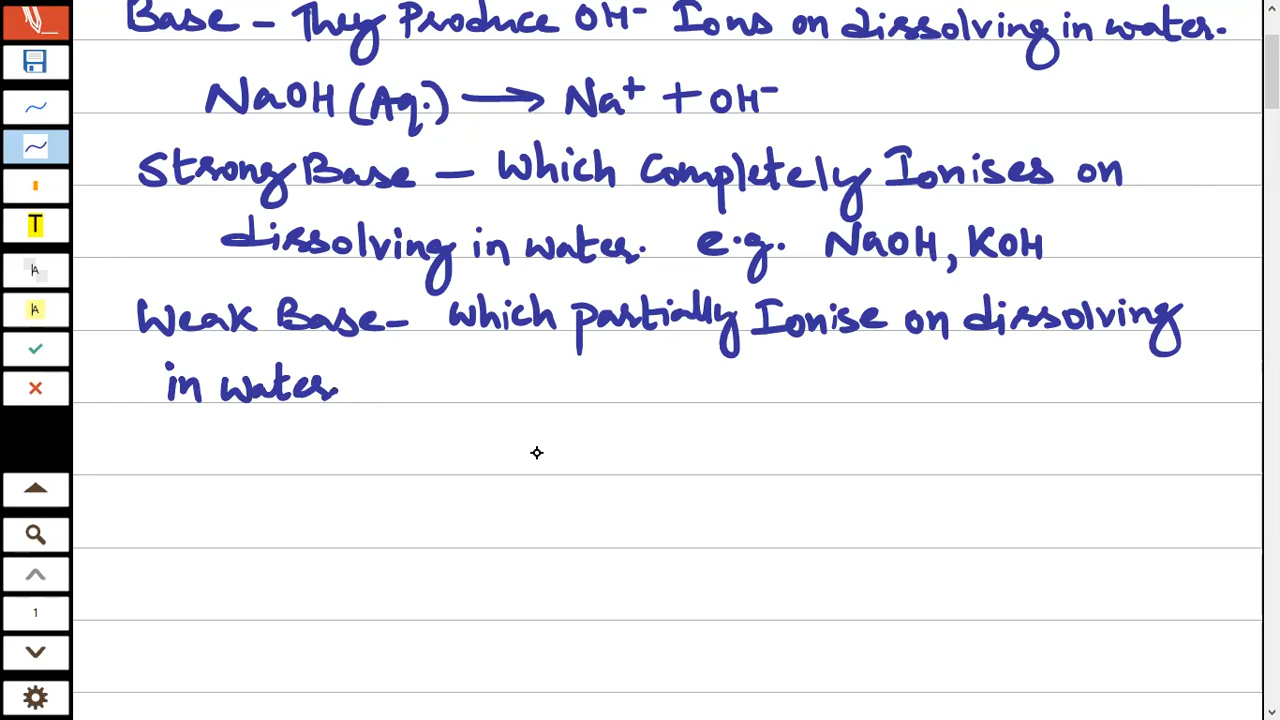 Base - They Produce OH⁻ Ions on dissolving in water.
NaOH (Aq.) ⟶ Na⁺ + OH⁻
Strong Base - Which Completely Ionises on
dissolving in water. e.g. NaOH, KOH
Weak Base - Which partially Ionise on dissolving
in water
T
A
A
1